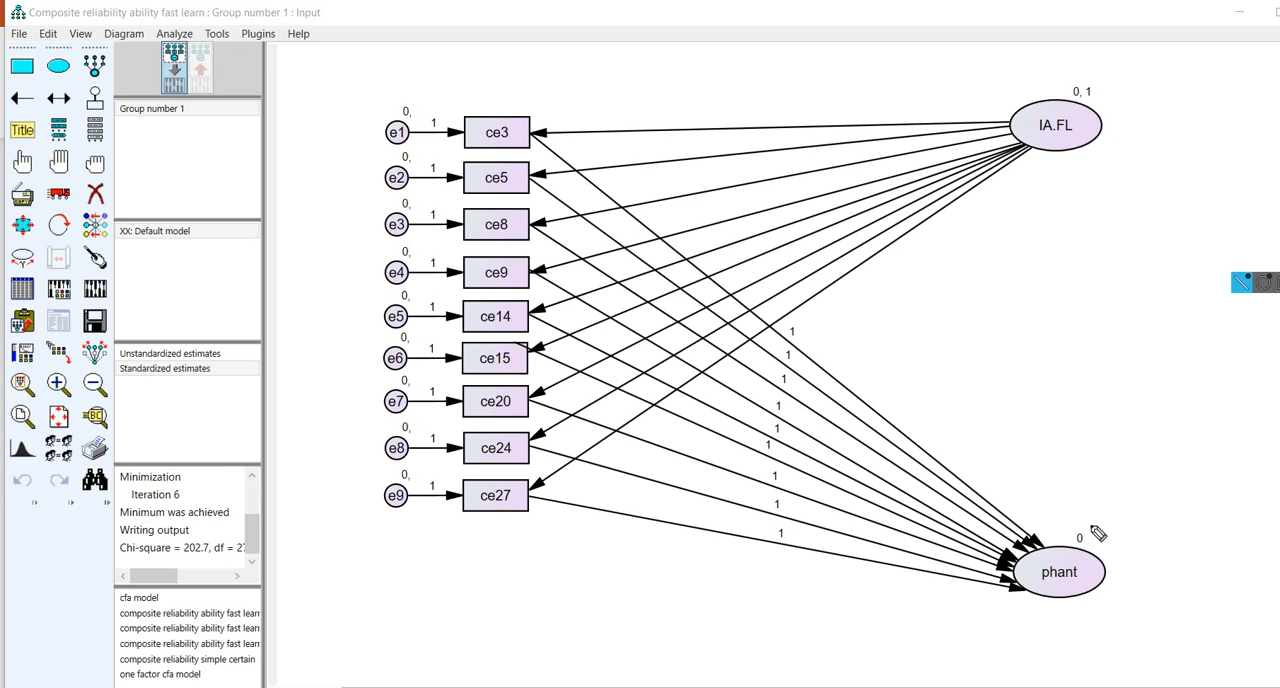 Composite reliability ability fast learn : Group number 1 : Input
File Edit View Diagram Analyze Tools Plugins Help
Title
Group number 1
XX: Default model
Unstandardized estimates
Standardized estimates
Minimization
Iteration 6
Minimum was achieved
Writing output
Chi-square = 202.7, df = 27
cfa model
composite reliability ability fast learn
composite reliability ability fast learn
composite reliability ability fast learn
composite reliability simple certain
one factor cfa model
0, 1
IA.FL
0,
e1 1 ce3
0,
e2 1 ce5
0,
e3 1 ce8
0,
e4 1 ce9
0,
e5 1 ce14
0,
e6 1 ce15
0,
e7 1 ce20
0,
e8 1 ce24
0,
e9 1 ce27
1
1
1
1
1
1
1
1
1
0
phant